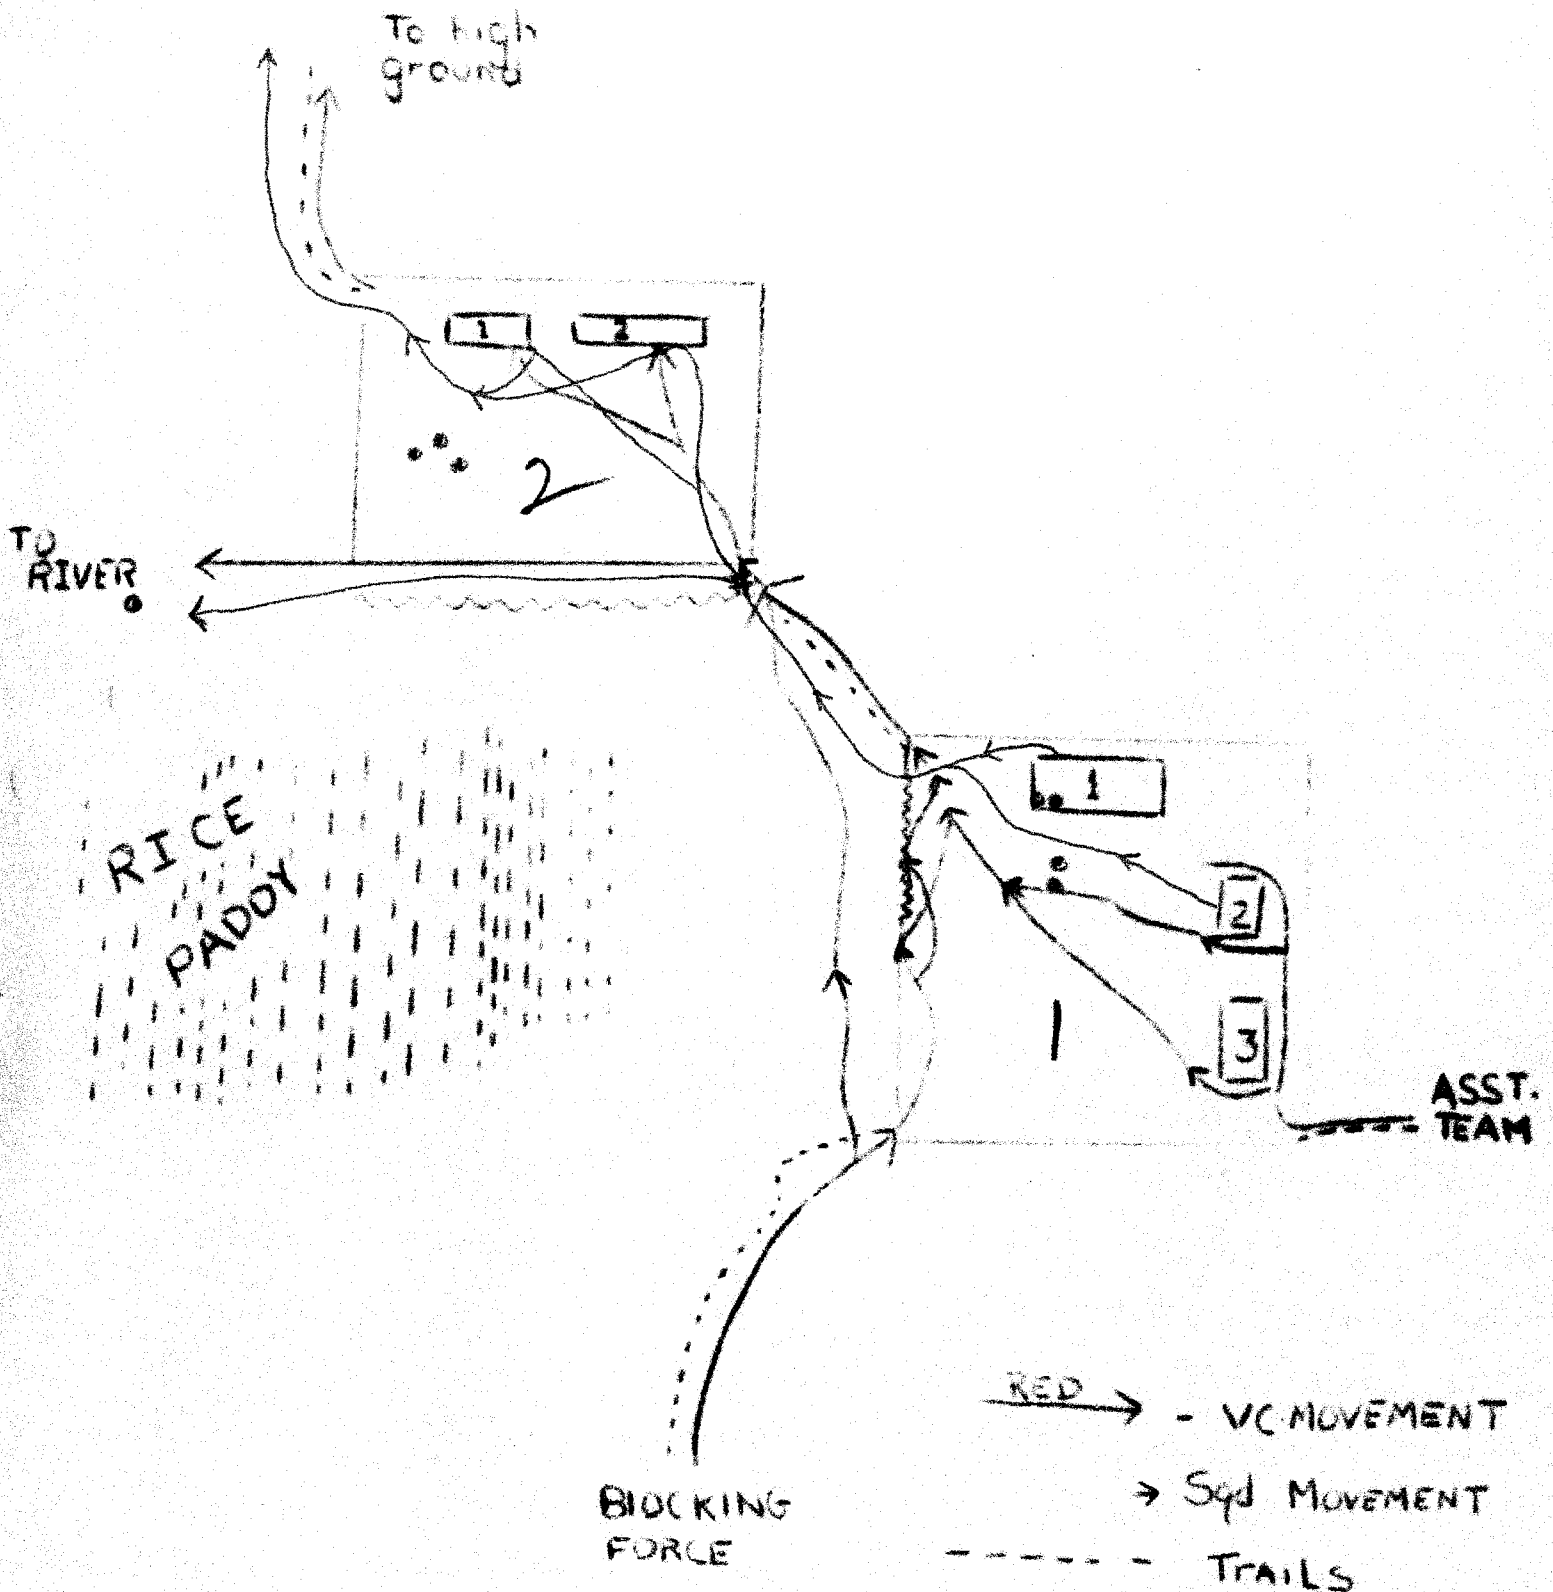 To high
ground
1
2
2
TO
RIVER
1
RICE
PADDY
2
3
1
ASST.
TEAM
RED
- VC MOVEMENT
Sqd MOVEMENT
BLOCKING
FORCE
TRAILS